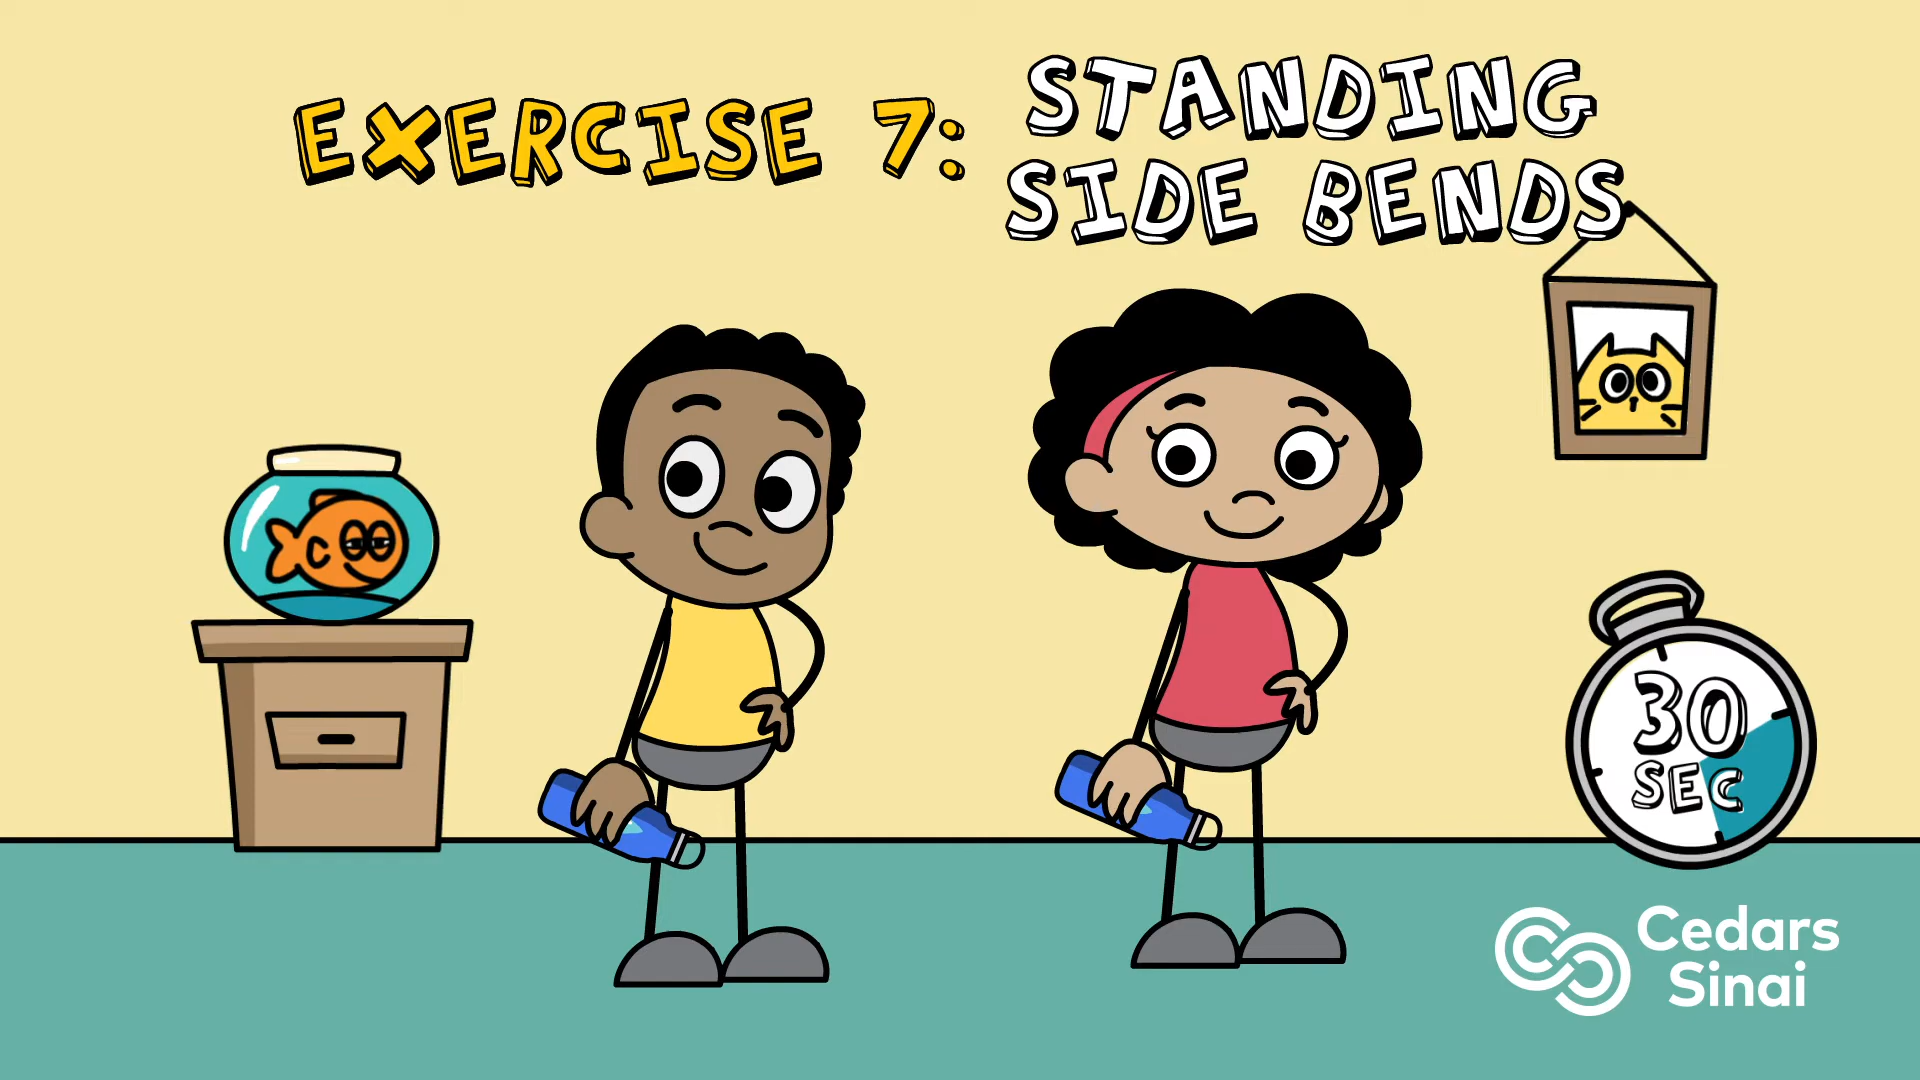 EXERCISE 7:
STANDING
SIDE BENDS
30
SEC
Cedars
Sinai